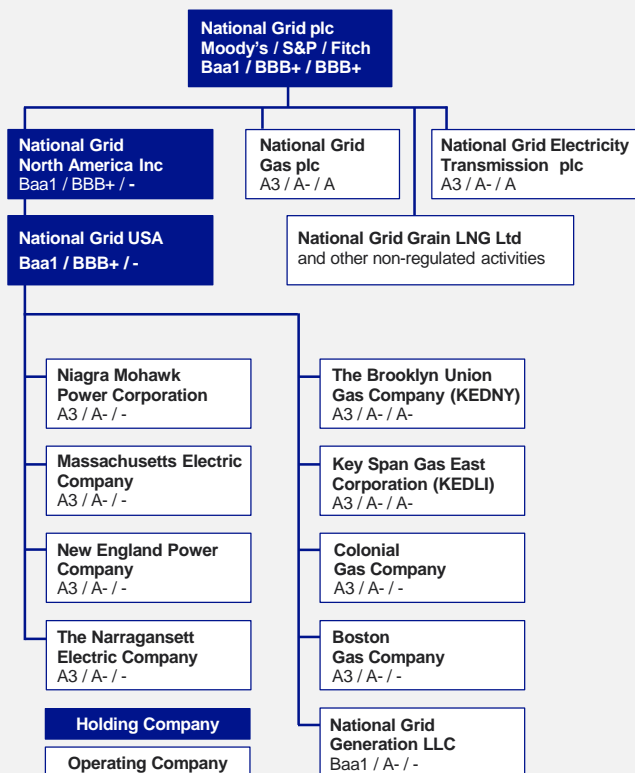 National Grid plc
Moody's / S&P / Fitch
Baa1 / BBB+ / BBB+
National Grid
North America Inc
Baa1 / BBB+ / -
National Grid
Gas plc
A3 / A- / A
National Grid Electricity
Transmission plc
A3 / A- / A
National Grid USA
Baa1 / BBB+ / -
National Grid Grain LNG Ltd
and other non-regulated activities
Niagra Mohawk
Power Corporation
A3 / A- / -
Massachusetts Electric
Company
A3 / A- / -
New England Power
Company
A3 / A- / -
The Narragansett
Electric Company
A3 / A- / -
The Brooklyn Union
Gas Company (KEDNY)
A3 / A- / A-
Key Span Gas East
Corporation (KEDLI)
A3 / A- / A-
Colonial
Gas Company
A3 / A- / -
Boston
Gas Company
A3 / A- / -
National Grid
Generation LLC
Baa1 / A- / -
Holding Company
Operating Company